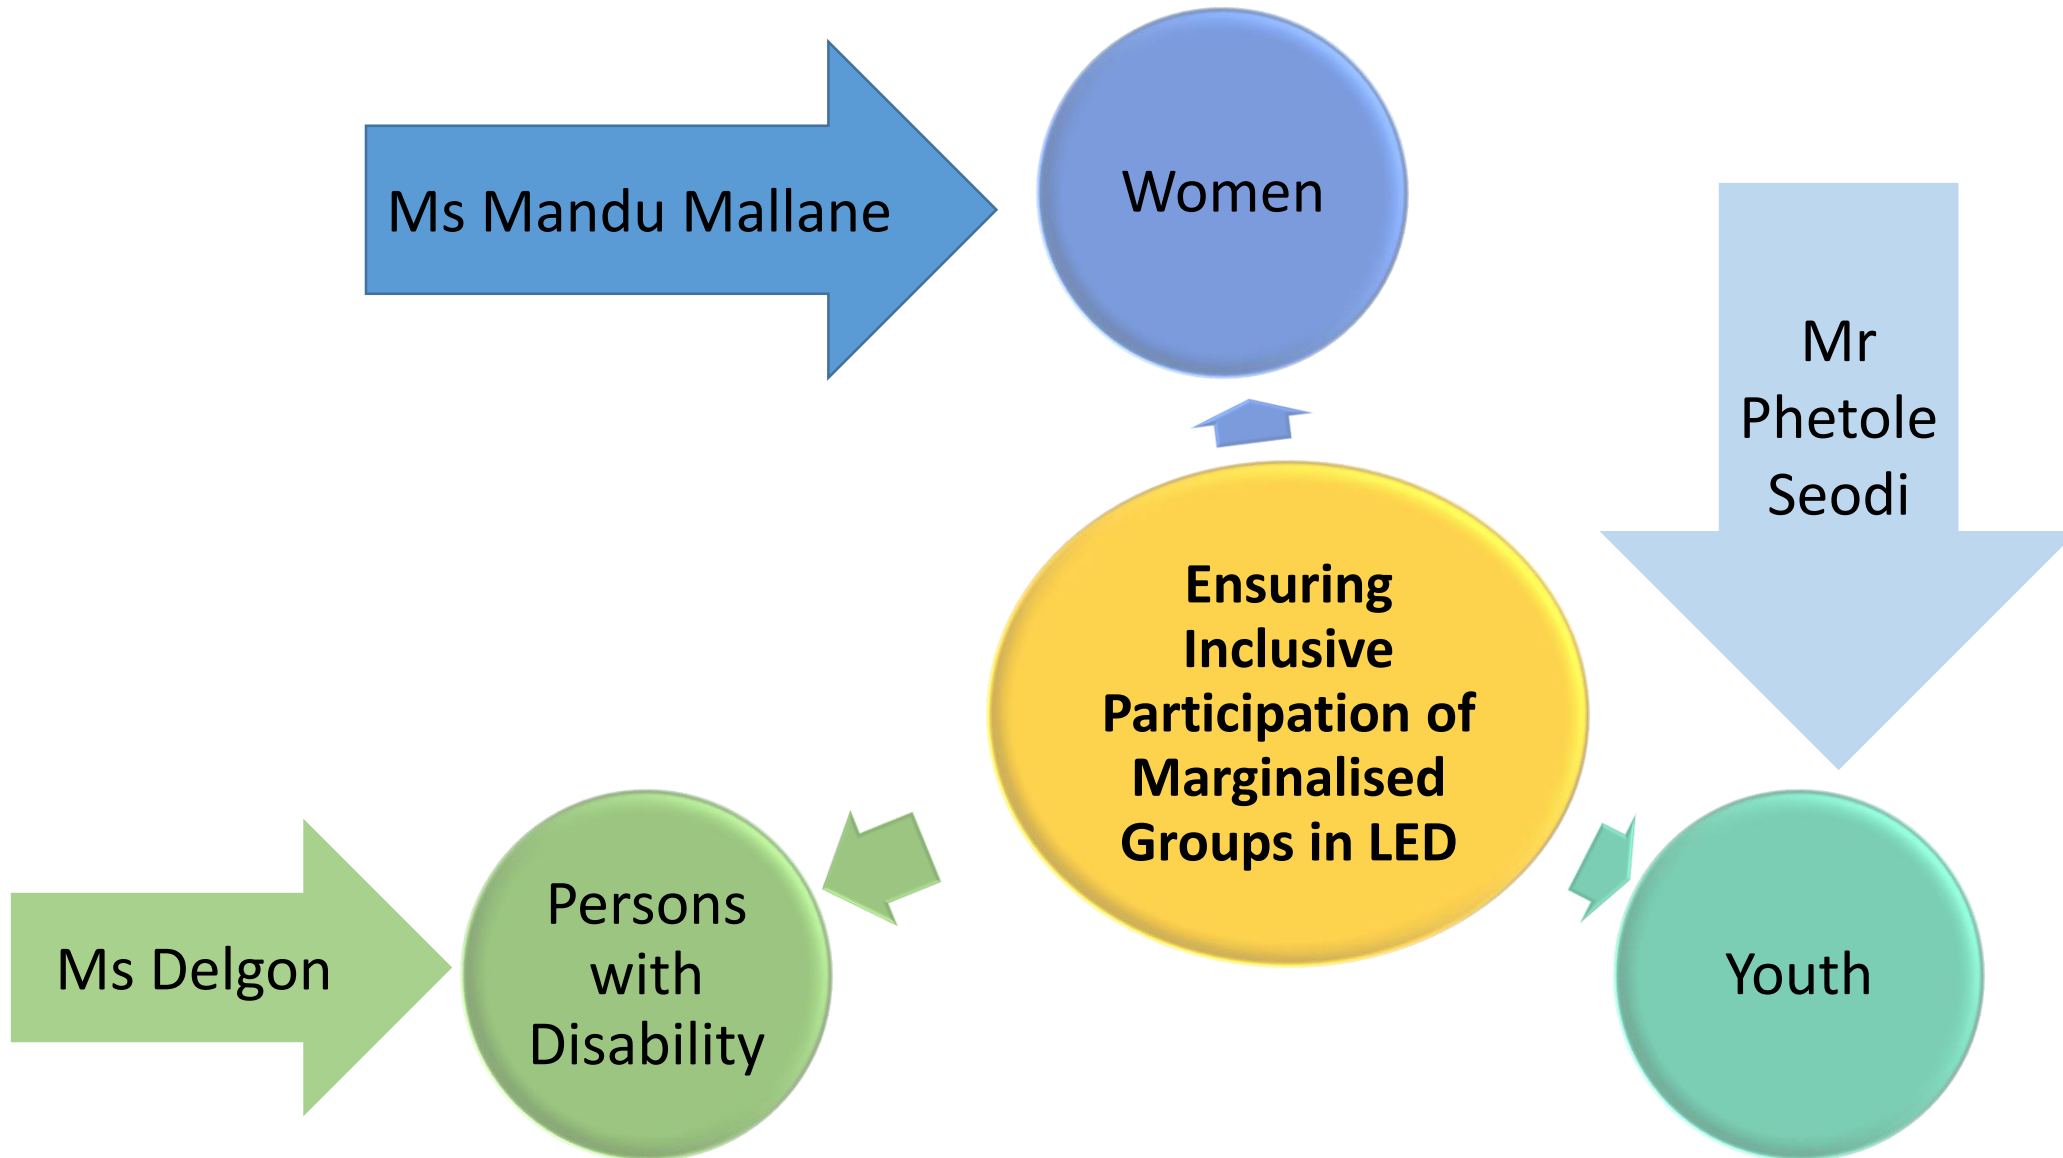 Ms Mandu Mallane
Women
Mr
Phetole
Seodi
Ensuring
Inclusive
Participation of
Marginalised
Groups in LED
Ms Delgon
Persons
with
Disability
Youth